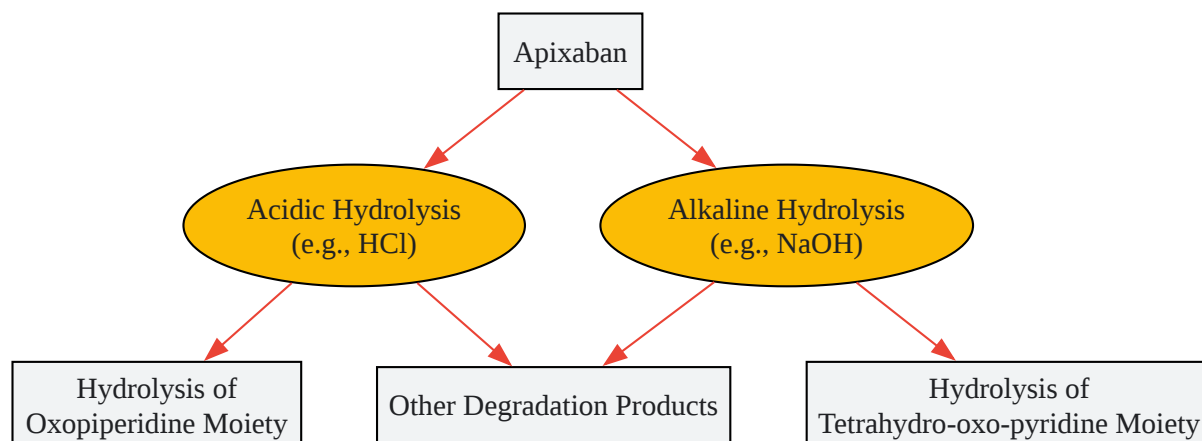 Apixaban
Acidic Hydrolysis
(e.g., HCl)
Alkaline Hydrolysis
(e.g., NaOH)
Hydrolysis of
Oxopiperidine Moiety
Other Degradation Products
Hydrolysis of
Tetrahydro-oxo-pyridine Moiety